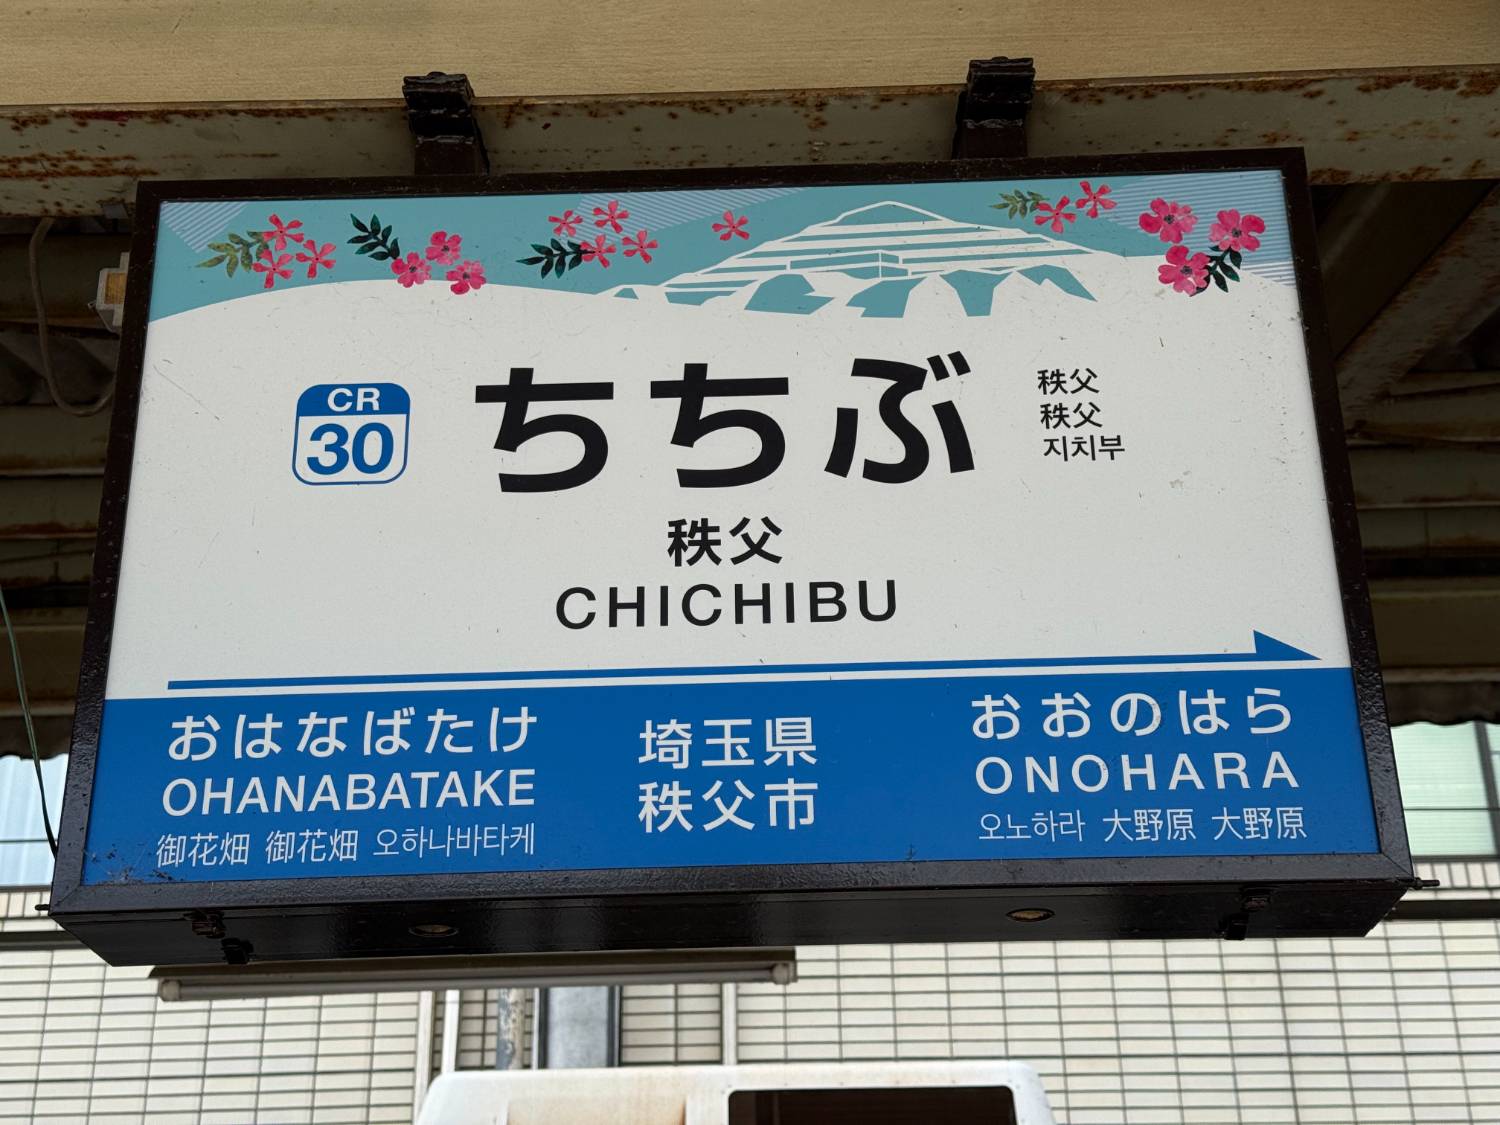 CR
30
ちちぶ
秩父
秩父
지치부
秩父
CHICHIBU
おはなばたけ
OHANABATAKE
御花畑 御花畑 오하나바타케
埼玉県
秩父市
おおのはら
ONOHARA
오노하라 大野原 大野原